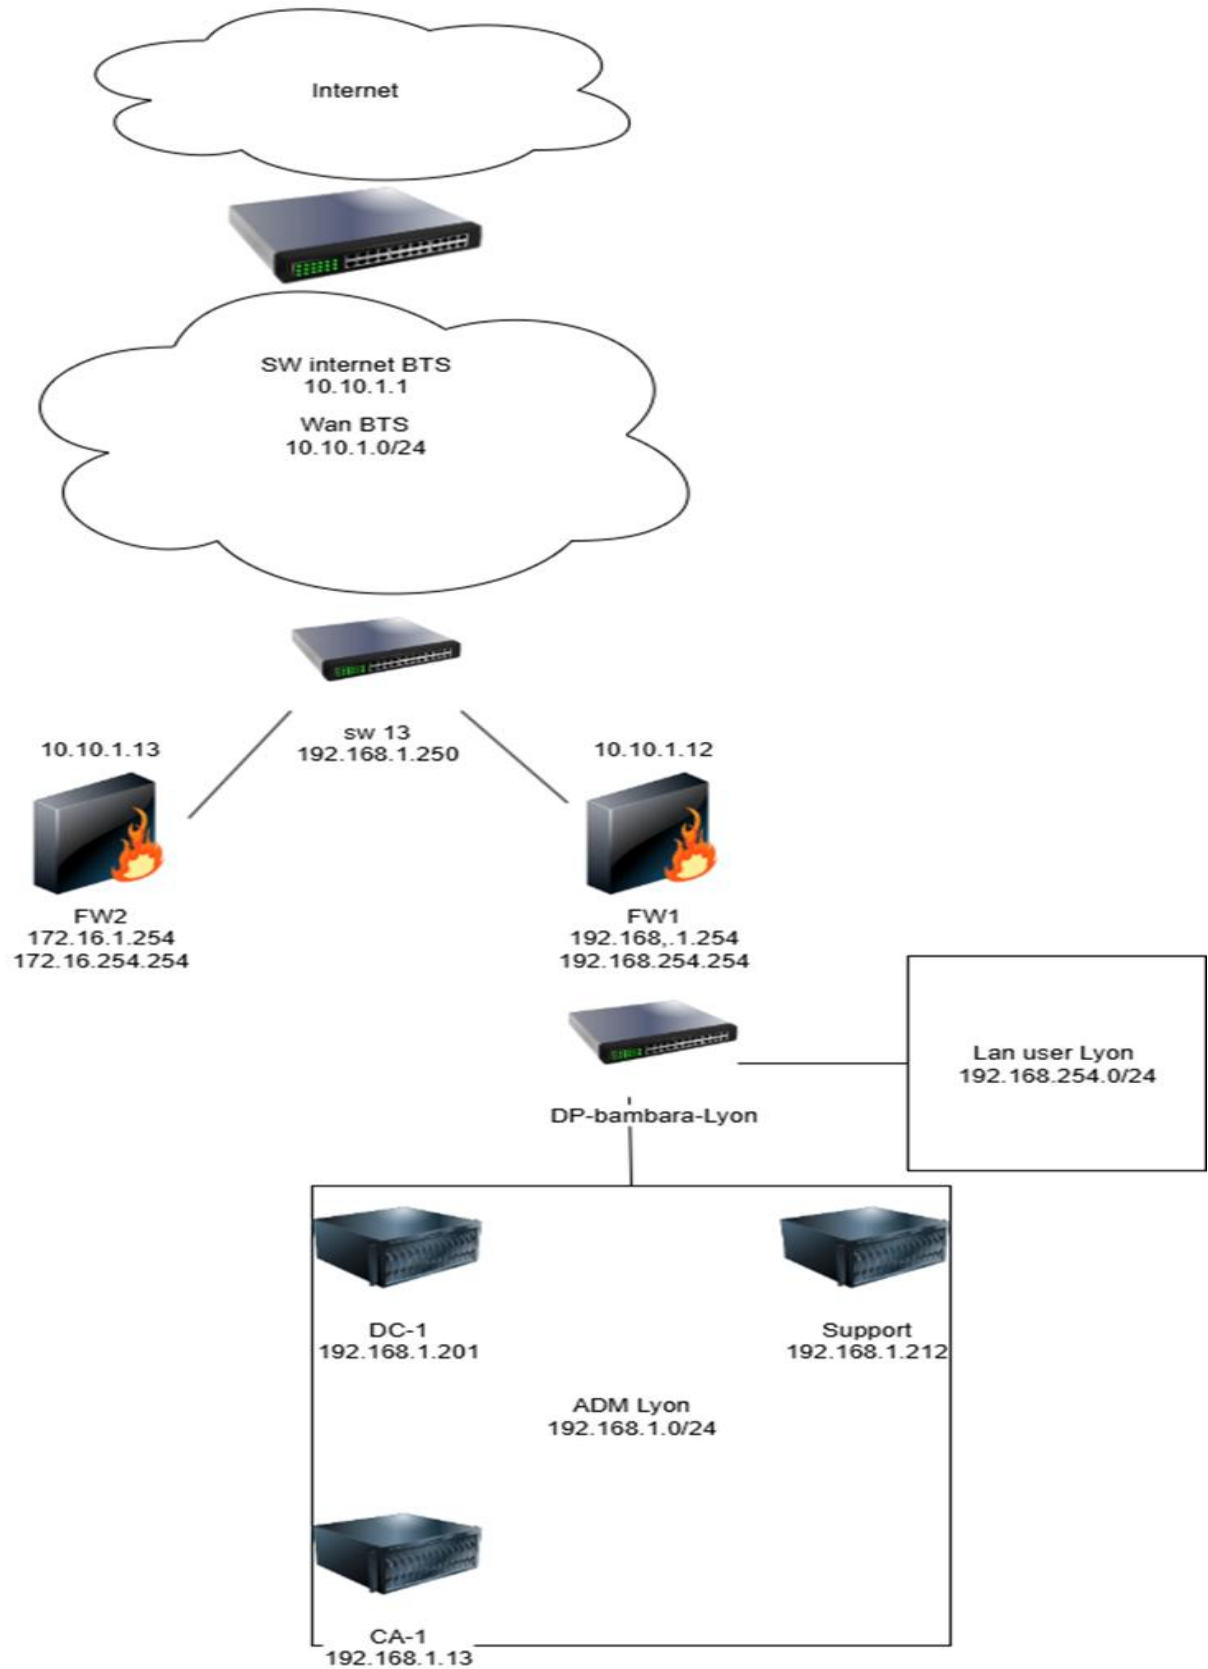 Internet
SW internet BTS
10.10.1.1
Wan BTS
10.10.1.0/24
sw 13
192.168.1.250
10.10.1.13
10.10.1.12
FW2
172.16.1.254
172.16.254.254
FW1
192.168,.1.254
192.168.254.254
Lan user Lyon
192.168.254.0/24
DP-bambara-Lyon
DC-1
192.168.1.201
Support
192.168.1.212
ADM Lyon
192.168.1.0/24
CA-1
192.168.1.13